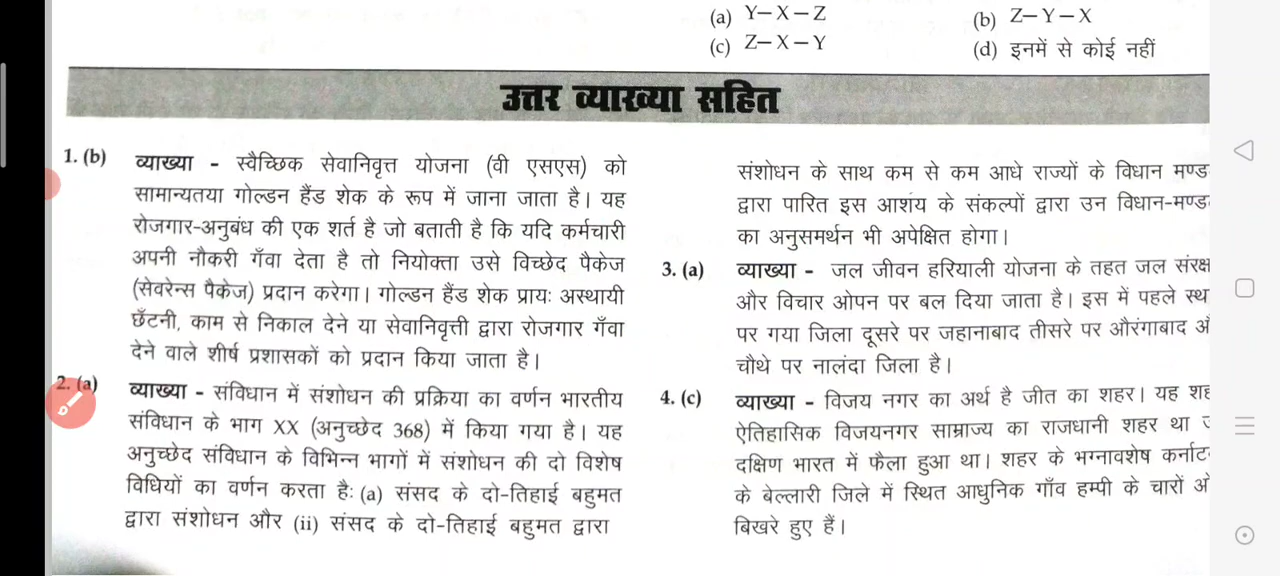 (a) Y–X–Z
(b) Z–Y–X
(c) Z–X–Y
(d) इनमें से कोई नहीं
उत्तर व्याख्या सहित
1. (b) व्याख्या - स्वैच्छिक सेवानिवृत्त योजना (वी एसएस) को
सामान्यतया गोल्डन हैंड शेक के रूप में जाना जाता है। यह
रोजगार-अनुबंध की एक शर्त है जो बताती है कि यदि कर्मचारी
अपनी नौकरी गँवा देता है तो नियोक्ता उसे विच्छेद पैकेज
(सेवरेन्स पैकेज) प्रदान करेगा। गोल्डन हैंड शेक प्रायः अस्थायी
छँटनी, काम से निकाल देने या सेवानिवृत्ती द्वारा रोजगार गँवा
देने वाले शीर्ष प्रशासकों को प्रदान किया जाता है।
2. (a) व्याख्या - संविधान में संशोधन की प्रक्रिया का वर्णन भारतीय
संविधान के भाग XX (अनुच्छेद 368) में किया गया है। यह
अनुच्छेद संविधान के विभिन्न भागों में संशोधन की दो विशेष
विधियों का वर्णन करता है: (a) संसद के दो-तिहाई बहुमत
द्वारा संशोधन और (ii) संसद के दो-तिहाई बहुमत द्वारा
संशोधन के साथ कम से कम आधे राज्यों के विधान मण्ड
द्वारा पारित इस आशय के संकल्पों द्वारा उन विधान-मण्ड
का अनुसमर्थन भी अपेक्षित होगा।
3. (a) व्याख्या - जल जीवन हरियाली योजना के तहत जल संरक्ष
और विचार ओपन पर बल दिया जाता है। इस में पहले स्थ
पर गया जिला दूसरे पर जहानाबाद तीसरे पर औरंगाबाद
चौथे पर नालंदा जिला है।
4. (c) व्याख्या - विजय नगर का अर्थ है जीत का शहर। यह शह
ऐतिहासिक विजयनगर साम्राज्य का राजधानी शहर था
दक्षिण भारत में फैला हुआ था। शहर के भग्नावशेष कर्नाट
के बेल्लारी जिले में स्थित आधुनिक गाँव हम्पी के चारों
बिखरे हुए हैं।